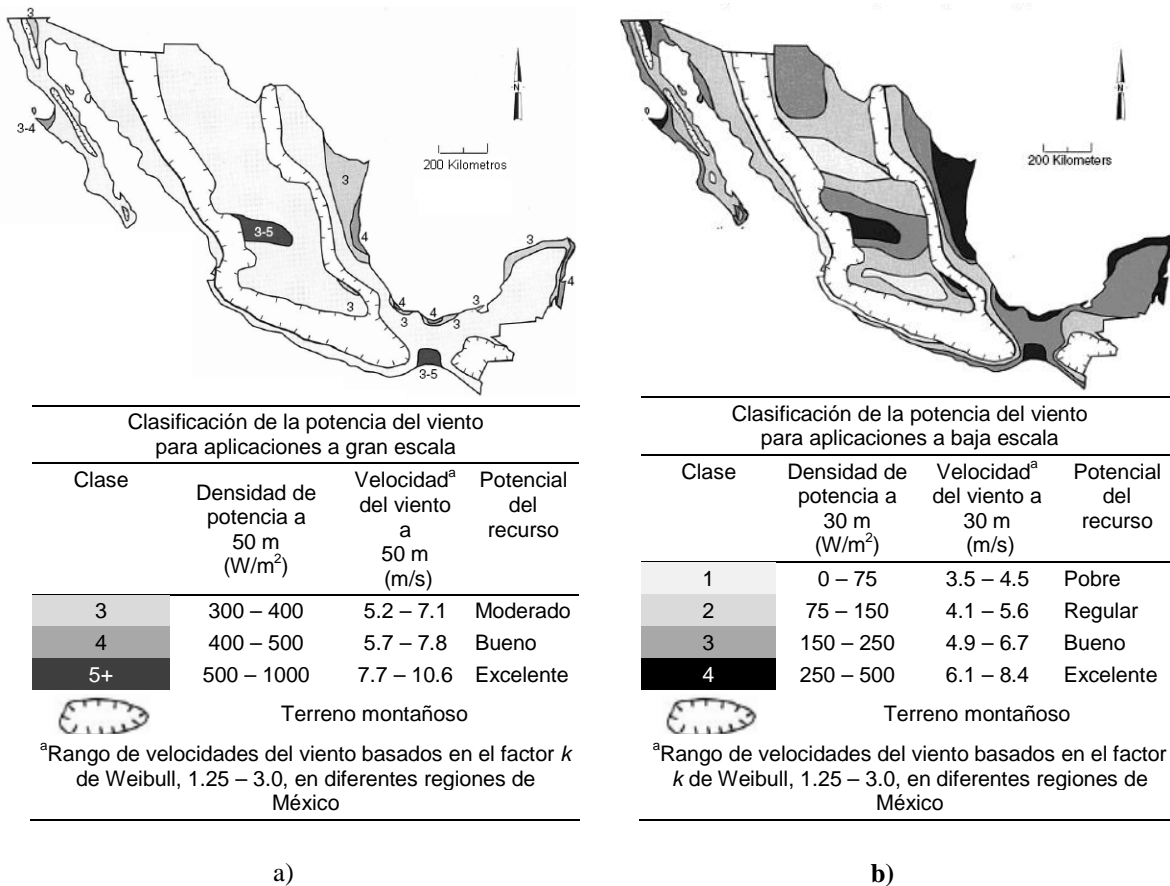 3
3-4
N
200 Kilometros
3
4
3-5
3
3
4
4
3
4
3
3
3-5
Clasificación de la potencia del viento
para aplicaciones a gran escala
Clase
Densidad de
potencia a
50 m
(W/m²)
Velocidadᵃ
del viento
a
50 m
(m/s)
Potencial
del
recurso
3 300 – 400 5.2 – 7.1 Moderado
4 400 – 500 5.7 – 7.8 Bueno
5+ 500 – 1000 7.7 – 10.6 Excelente
Terreno montañoso
ᵃRango de velocidades del viento basados en el factor k
de Weibull, 1.25 – 3.0, en diferentes regiones de
México
a)
N
200 Kilometers
Clasificación de la potencia del viento
para aplicaciones a baja escala
Clase
Densidad de
potencia a
30 m
(W/m²)
Velocidadᵃ
del viento a
30 m
(m/s)
Potencial
del
recurso
1 0 – 75 3.5 – 4.5 Pobre
2 75 – 150 4.1 – 5.6 Regular
3 150 – 250 4.9 – 6.7 Bueno
4 250 – 500 6.1 – 8.4 Excelente
Terreno montañoso
ᵃRango de velocidades del viento basados en el factor
k de Weibull, 1.25 – 3.0, en diferentes regiones de
México
b)